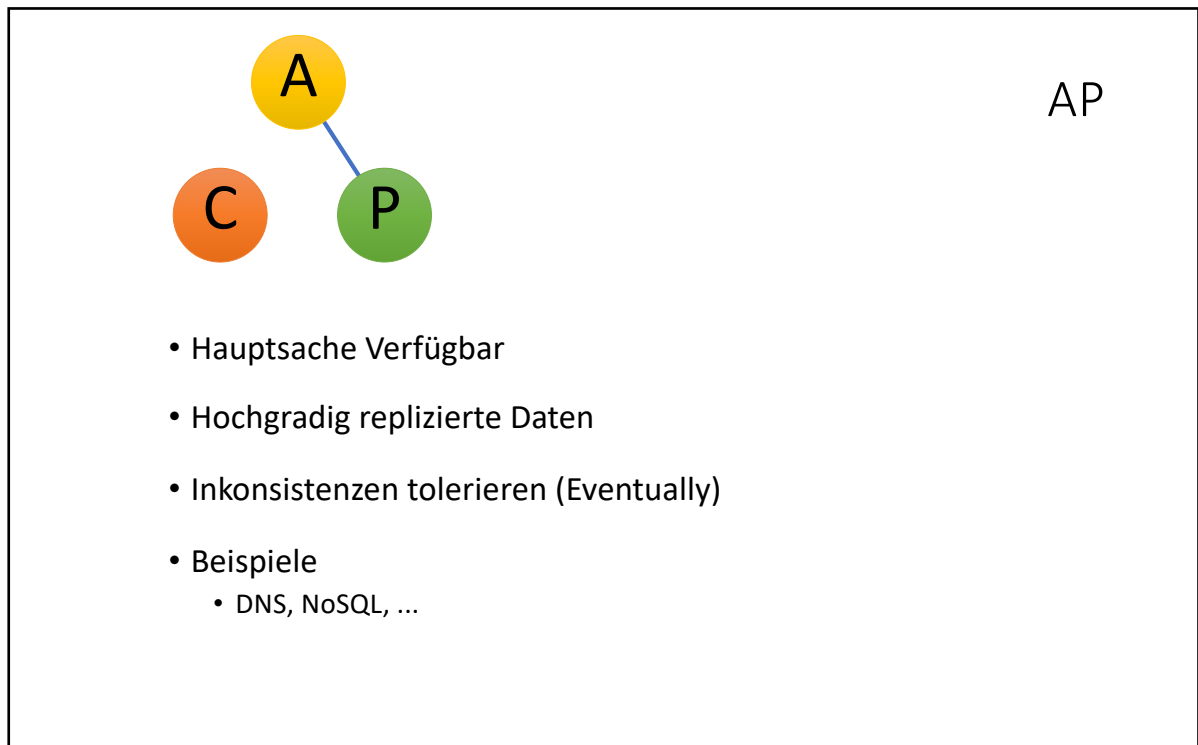 A
AP
C
P
• Hauptsache Verfügbar
• Hochgradig replizierte Daten
• Inkonsistenzen tolerieren (Eventually)
• Beispiele
• DNS, NoSQL, ...